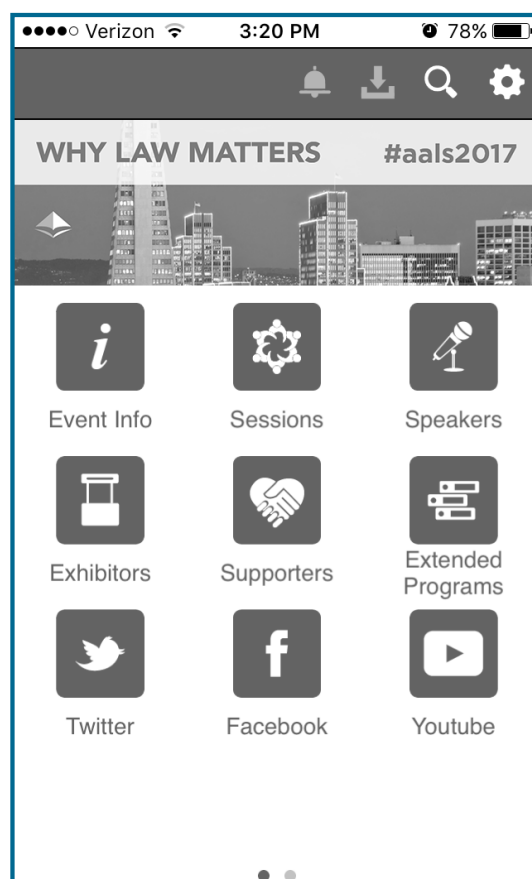 Verizon 3:20 PM 78%
WHY LAW MATTERS #aals2017
Event Info Sessions Speakers
Exhibitors Supporters Extended Programs
Twitter Facebook Youtube